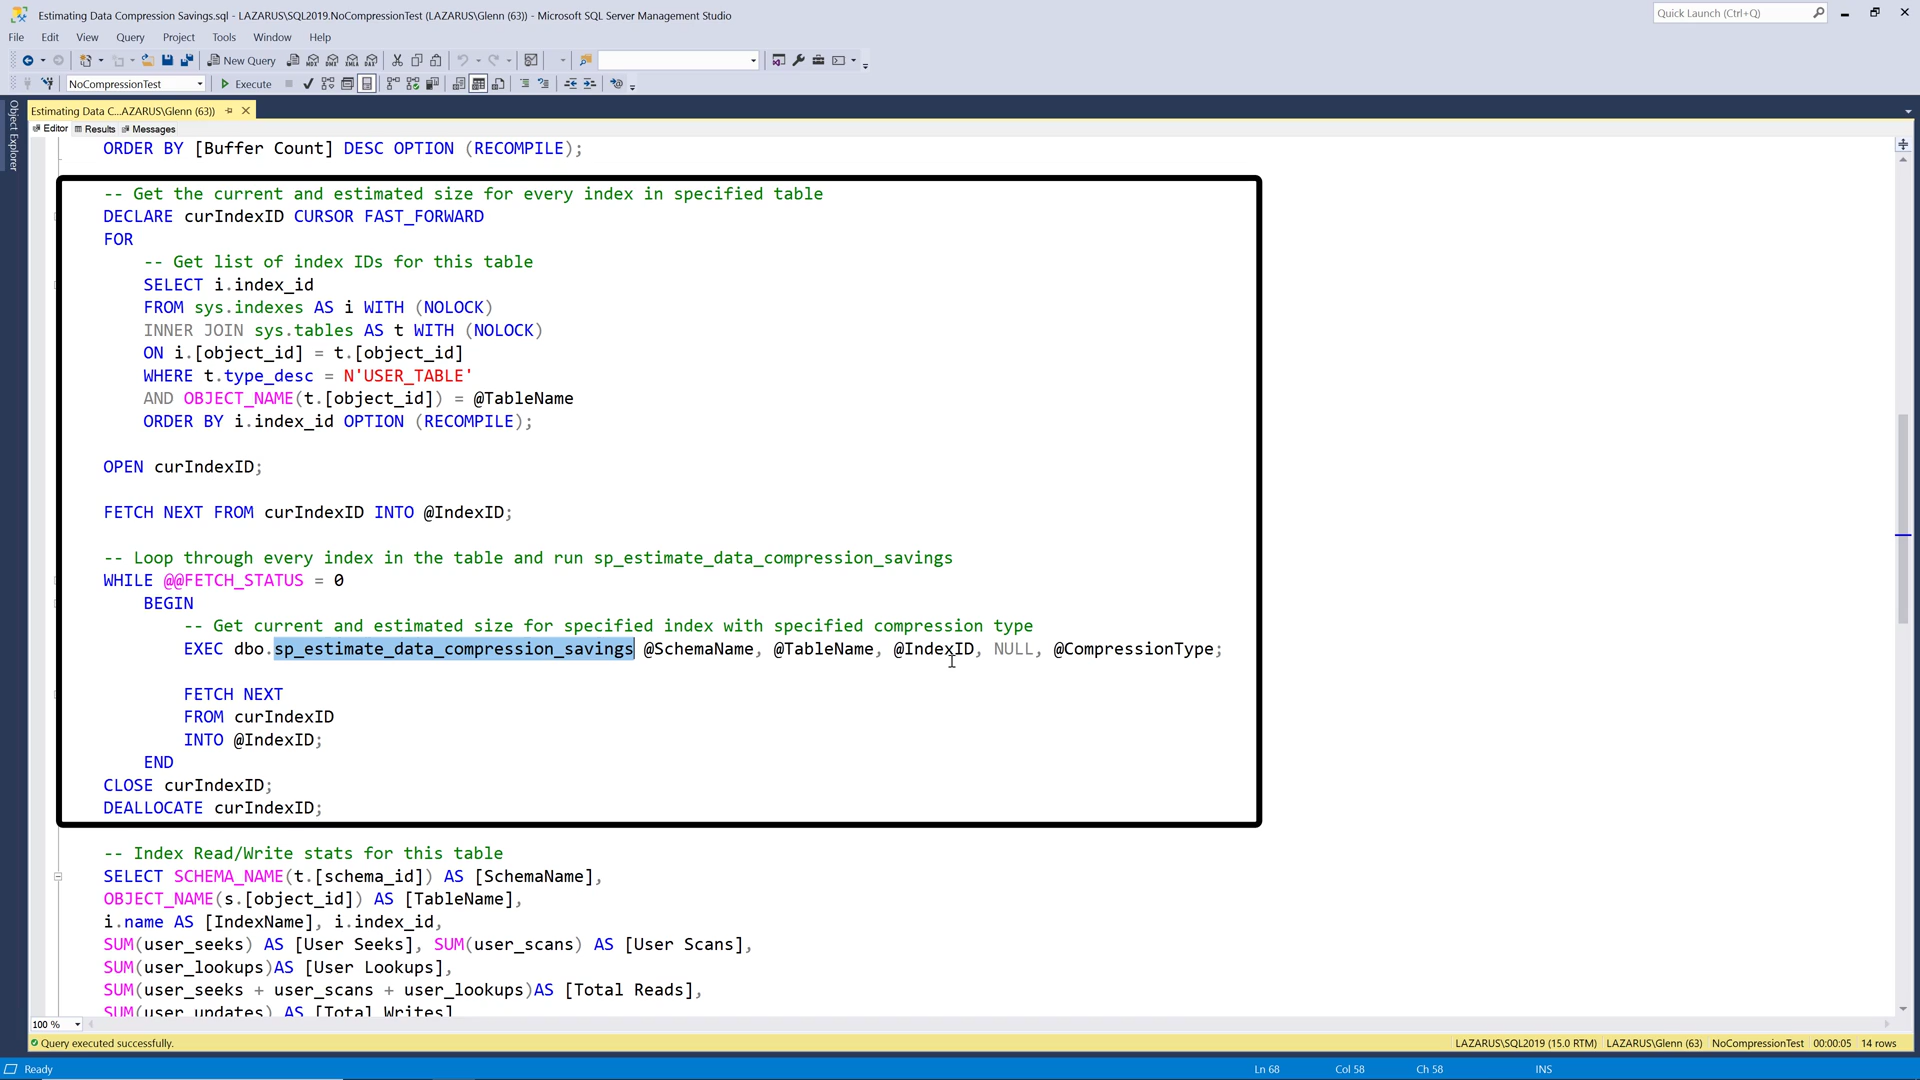 Estimating Data Compression Savings.sql - LAZARUS\SQL2019.NoCompressionTest (LAZARUS\Glenn (63)) - Microsoft SQL Server Management Studio
Quick Launch (Ctrl+Q)
File Edit View Query Project Tools Window Help
New Query
NoCompressionTest
Execute
Object Explorer
Estimating Data C...AZARUS\Glenn (63))
Editor Results Messages
ORDER BY [Buffer Count] DESC OPTION (RECOMPILE);
-- Get the current and estimated size for every index in specified table
DECLARE curIndexID CURSOR FAST_FORWARD
FOR
-- Get list of index IDs for this table
SELECT i.index_id
FROM sys.indexes AS i WITH (NOLOCK)
INNER JOIN sys.tables AS t WITH (NOLOCK)
ON i.[object_id] = t.[object_id]
WHERE t.type_desc = N'USER_TABLE'
AND OBJECT_NAME(t.[object_id]) = @TableName
ORDER BY i.index_id OPTION (RECOMPILE);
OPEN curIndexID;
FETCH NEXT FROM curIndexID INTO @IndexID;
-- Loop through every index in the table and run sp_estimate_data_compression_savings
WHILE @@FETCH_STATUS = 0
BEGIN
-- Get current and estimated size for specified index with specified compression type
EXEC dbo.sp_estimate_data_compression_savings @SchemaName, @TableName, @IndexID, NULL, @CompressionType;
FETCH NEXT
FROM curIndexID
INTO @IndexID;
END
CLOSE curIndexID;
DEALLOCATE curIndexID;
-- Index Read/Write stats for this table
SELECT SCHEMA_NAME(t.[schema_id]) AS [SchemaName],
OBJECT_NAME(s.[object_id]) AS [TableName],
i.name AS [IndexName], i.index_id,
SUM(user_seeks) AS [User Seeks], SUM(user_scans) AS [User Scans],
SUM(user_lookups)AS [User Lookups],
SUM(user_seeks + user_scans + user_lookups)AS [Total Reads],
SUM(user_updates) AS [Total Writes]
100 %
Query executed successfully.
LAZARUS\SQL2019 (15.0 RTM) LAZARUS\Glenn (63) NoCompressionTest 00:00:05 14 rows
Ready
Ln 68 Col 58 Ch 58 INS